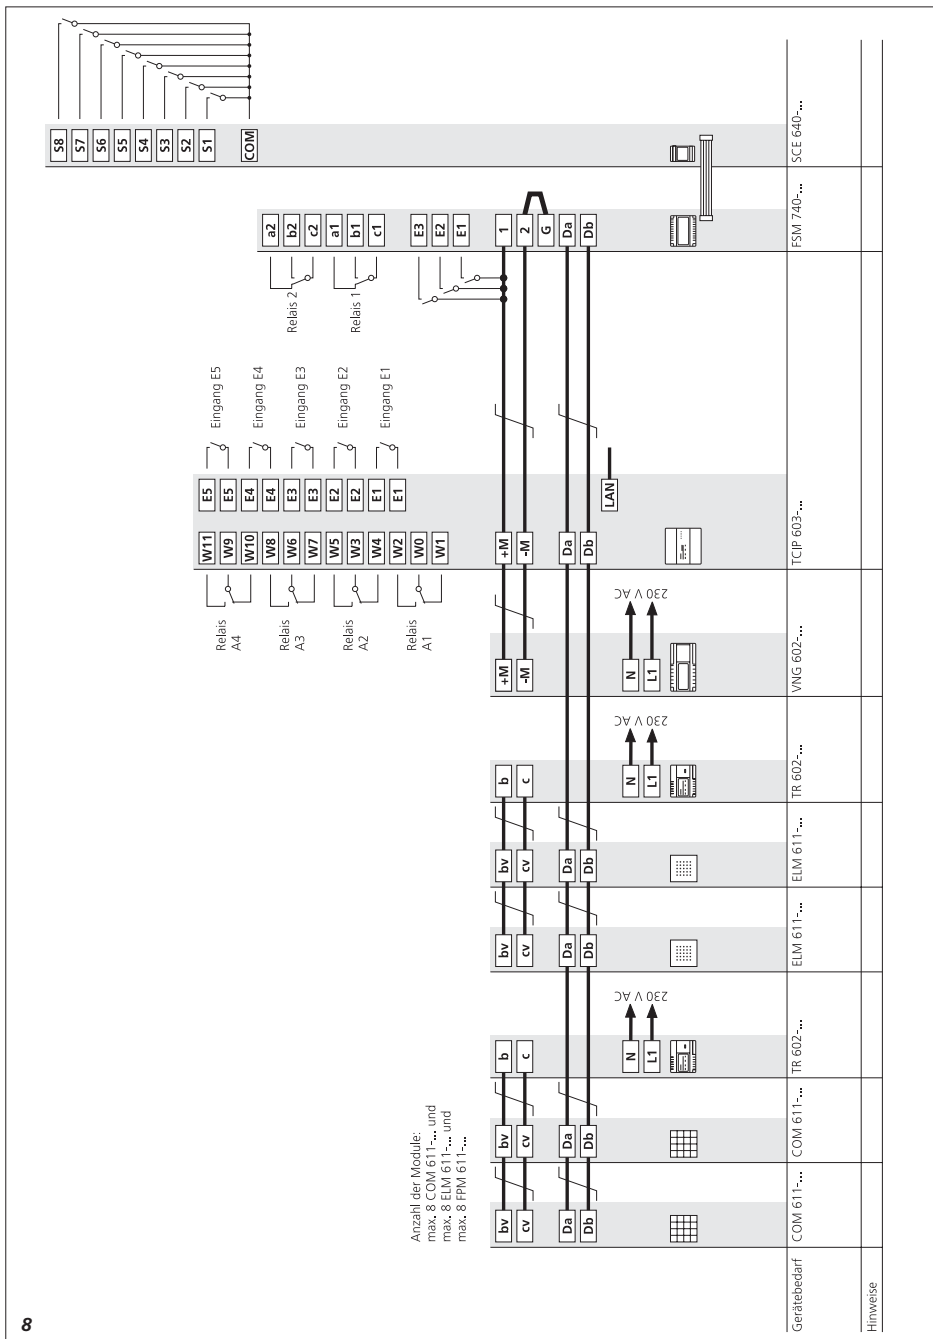 Anzahl der Module:
max. 8 COM 611-... und
max. 8 ELM 611-... und
max. 8 FPM 611-...
Relais A4
Relais A3
Relais A2
Relais A1
W11
W9
W10
W8
W6
W7
W5
W3
W4
W2
W0
W1
E5
E5
E4
E4
E3
E3
E2
E2
E1
E1
Eingang E5
Eingang E4
Eingang E3
Eingang E2
Eingang E1
Relais 2
Relais 1
a2
b2
c2
a1
b1
c1
E3
E2
E1
S8
S7
S6
S5
S4
S3
S2
S1
COM
bv bv b bv bv b +M +M 1
cv cv c cv cv c -M -M 2
G
Da Da Da Da Da Da
Db Db Db Db Db Db
LAN
N N N
L1 L1 L1
230 V AC
230 V AC
230 V AC
Gerätebedarf COM 611-... COM 611-... TR 602-... ELM 611-... ELM 611-... TR 602-... VNG 602-... TCIP 603-... FSM 740-... SCE 640-...
Hinweise
8